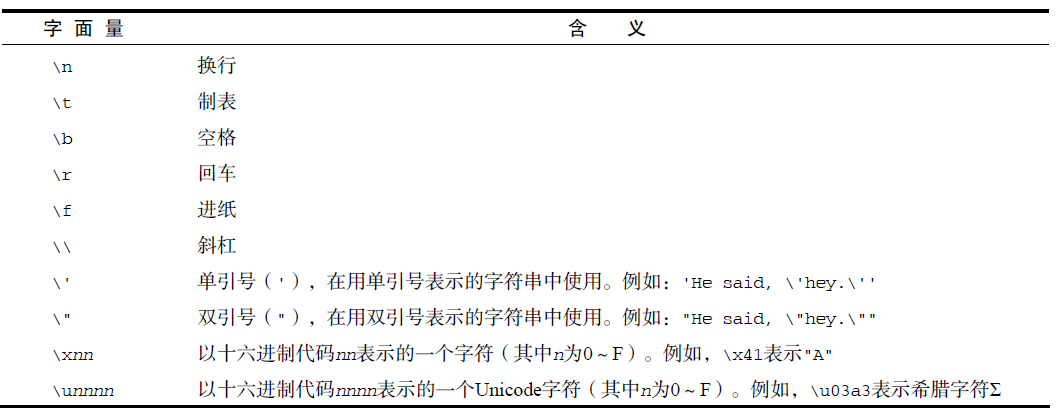 字 面 量 含 义
\n 换行
\t 制表
\b 空格
\r 回车
\f 进纸
\\ 斜杠
\' 单引号（'），在用单引号表示的字符串中使用。例如：'He said, \'hey.\''
\" 双引号（"），在用双引号表示的字符串中使用。例如："He said, \"hey.\""
\xnn 以十六进制代码nn表示的一个字符（其中n为0～F）。例如，\x41表示"A"
\unnnn 以十六进制代码nnnn表示的一个Unicode字符（其中n为0～F）。例如，\u03a3表示希腊字符Σ